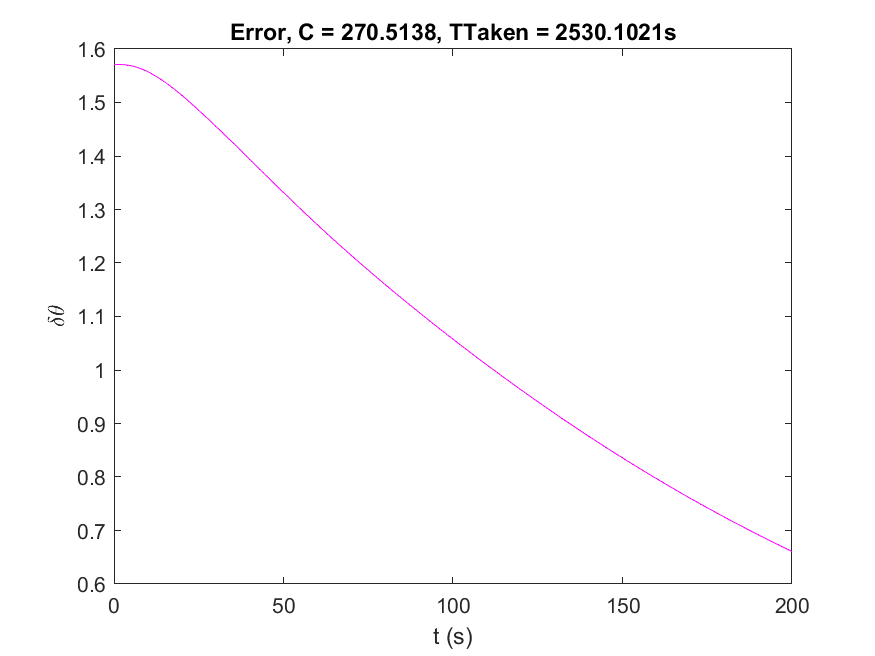 Error, C = 270.5138, TTaken = 2530.1021s
1.6
1.5
1.4
1.3
1.2
1.1
1
0.9
0.8
0.7
0.6
δθ
0 50 100 150 200
t (s)